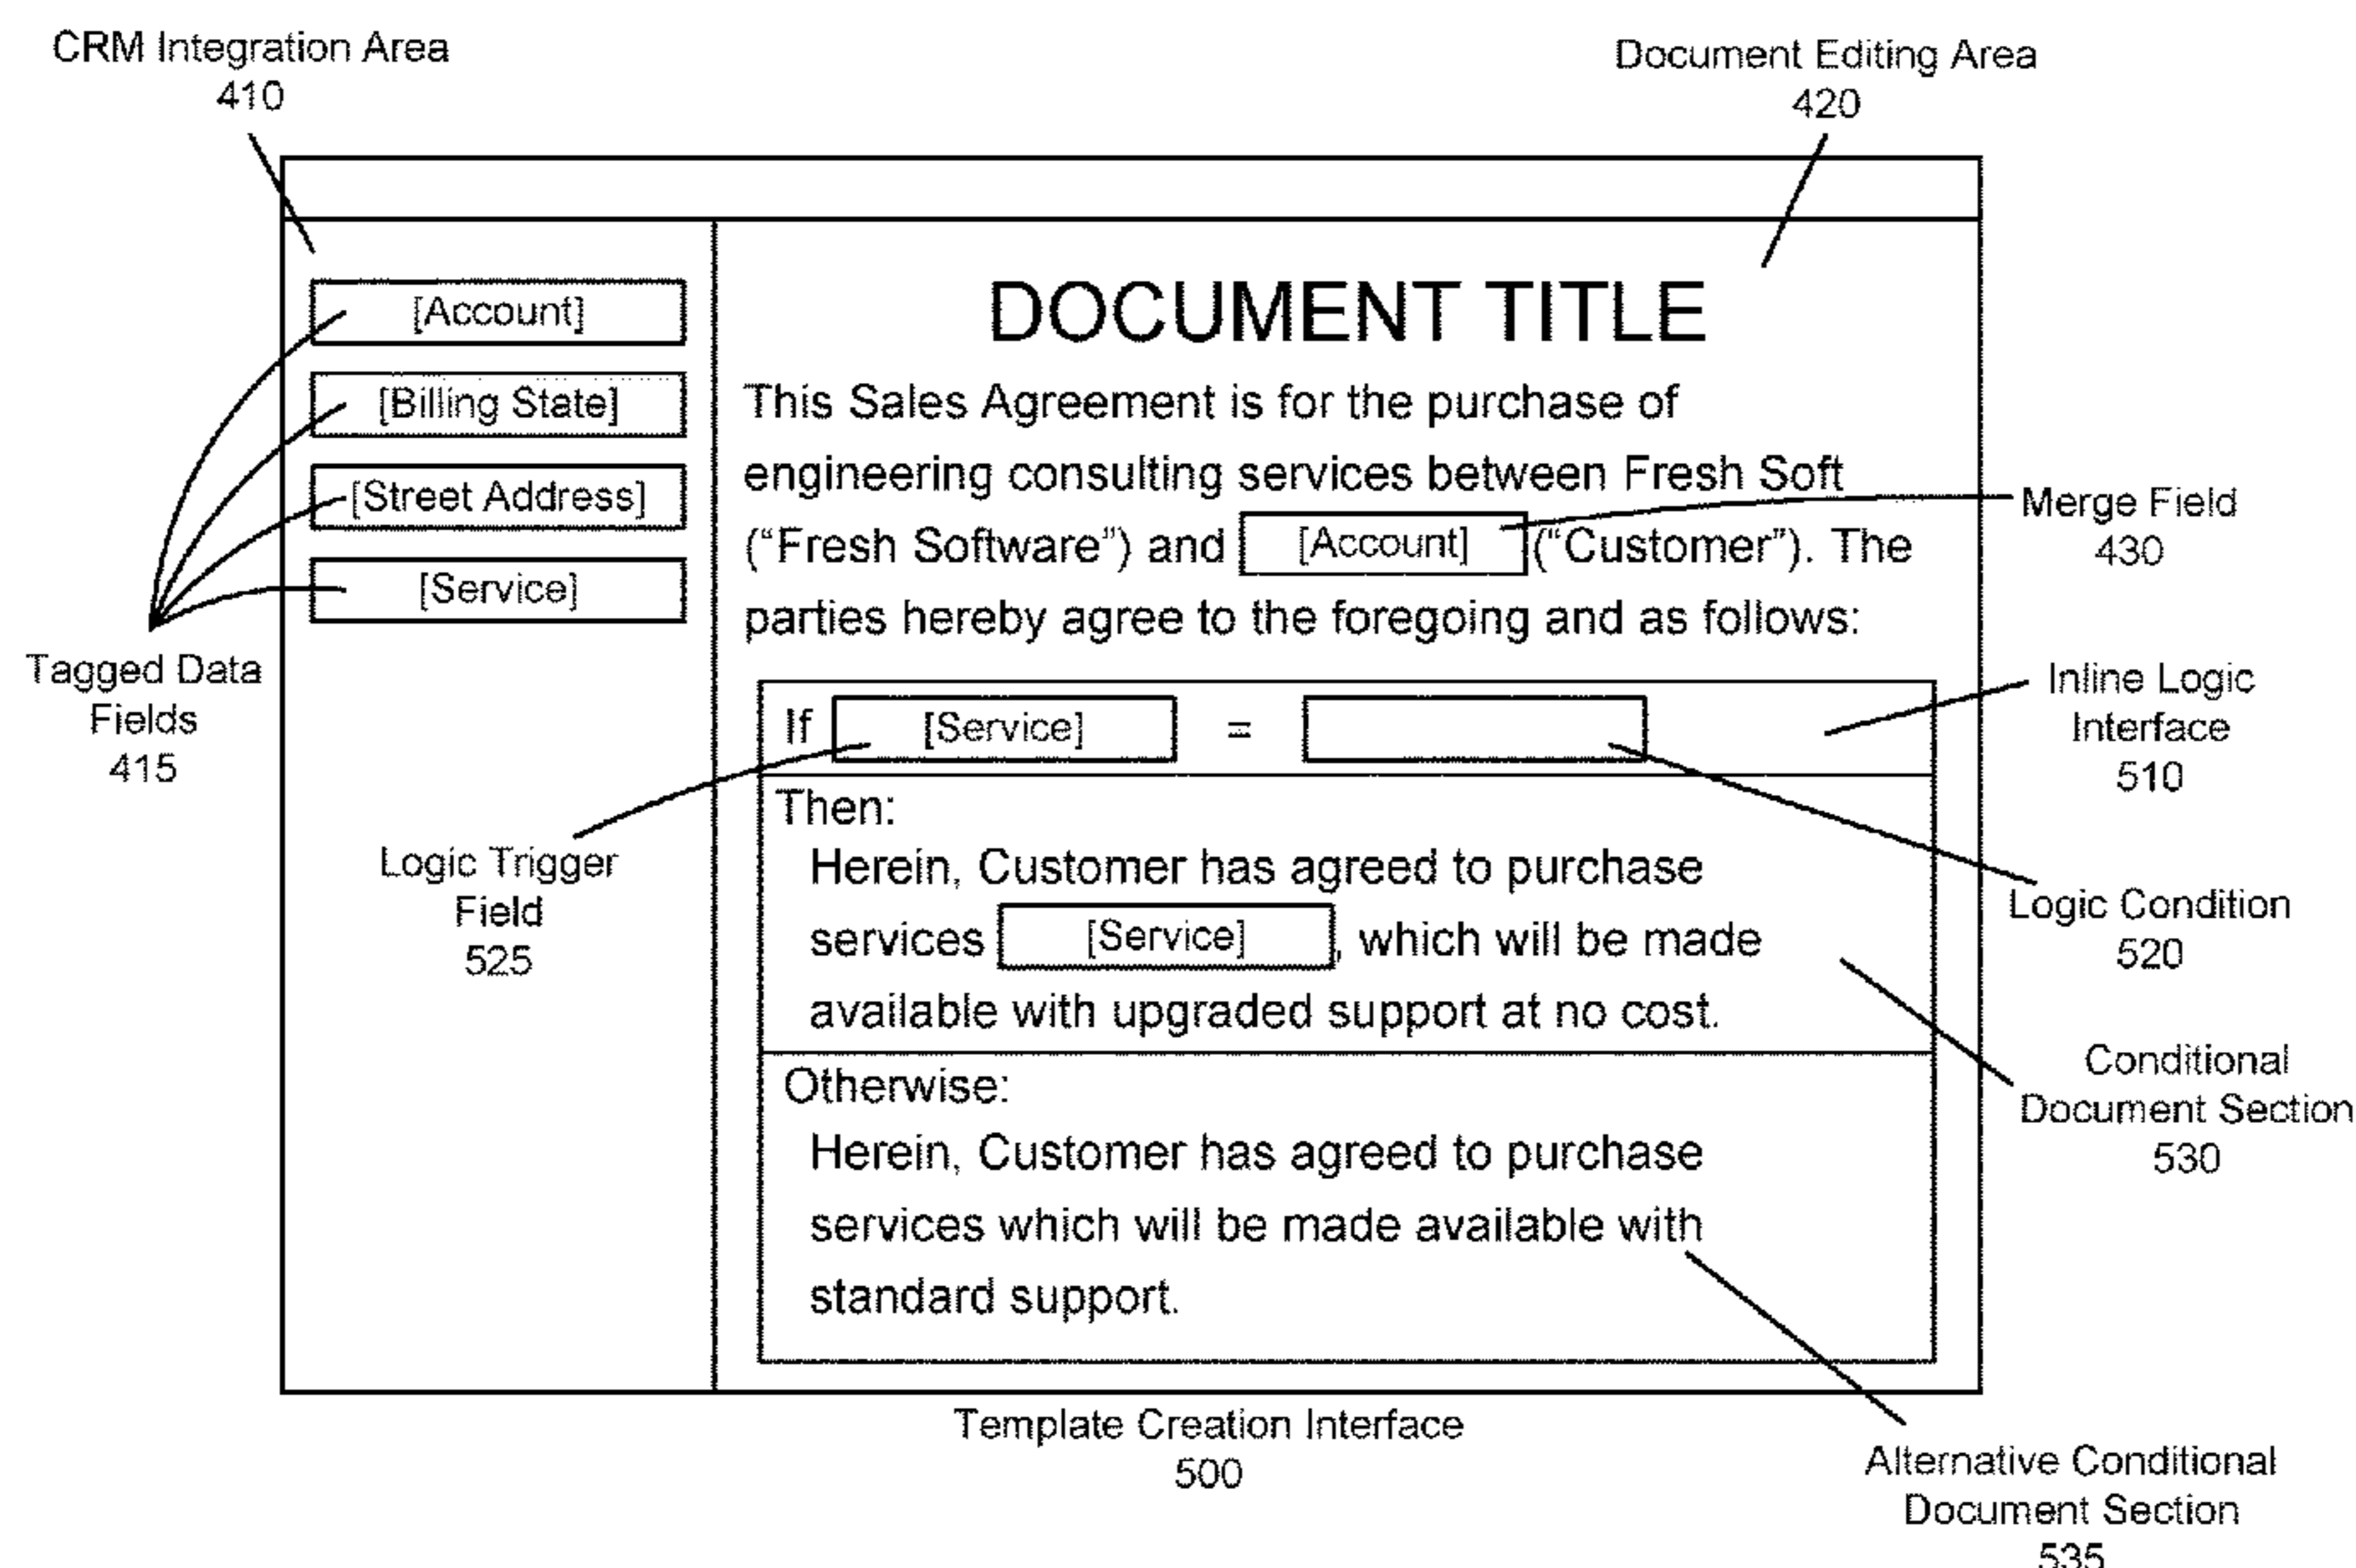 CRM Integration Area
410
Document Editing Area
420
[Account]
[Billing State]
[Street Address]
[Service]
Tagged Data
Fields
415
DOCUMENT TITLE
This Sales Agreement is for the purchase of
engineering consulting services between Fresh Soft
(“Fresh Software”) and [Account] (“Customer”). The
parties hereby agree to the foregoing and as follows:
Merge Field
430
If [Service] =
Inline Logic
Interface
510
Logic Trigger
Field
525
Then:
Herein, Customer has agreed to purchase
services [Service], which will be made
available with upgraded support at no cost.
Logic Condition
520
Conditional
Document Section
530
Otherwise:
Herein, Customer has agreed to purchase
services which will be made available with
standard support.
Template Creation Interface
500
Alternative Conditional
Document Section
535